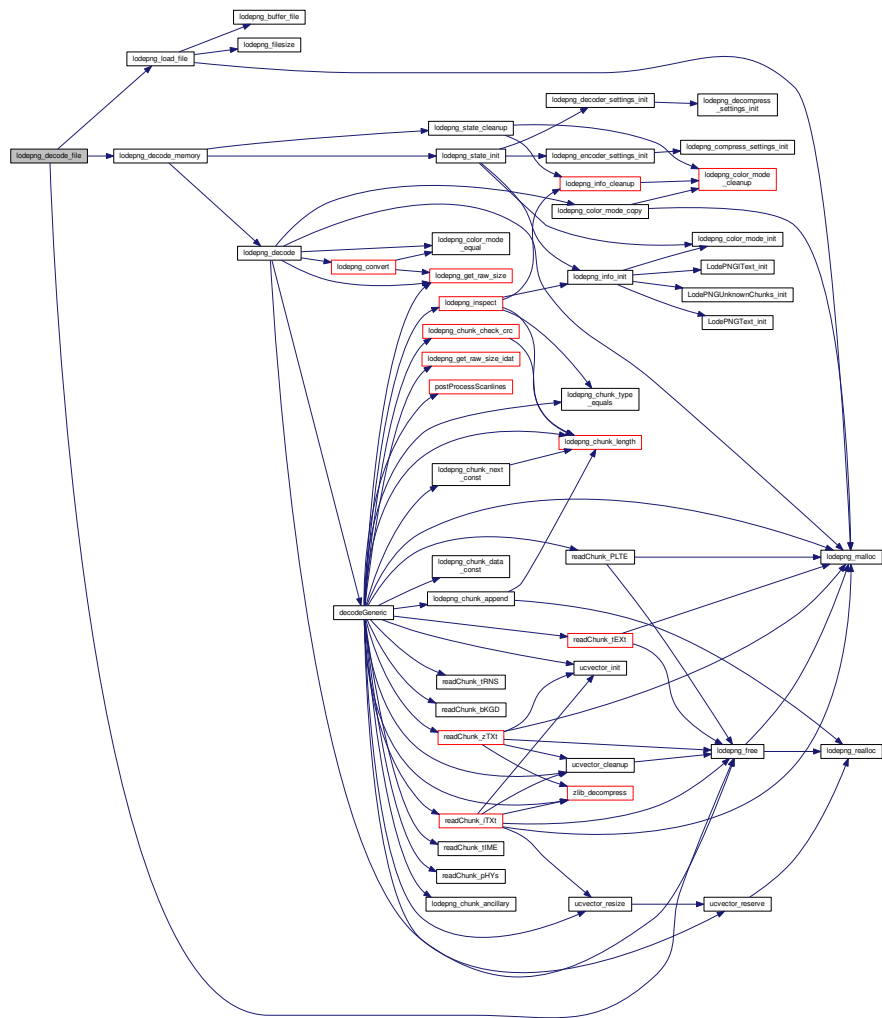 lodepng_buffer_file
lodepng_filesize
lodepng_load_file
lodepng_decode_file
lodepng_decode_memory
lodepng_state_cleanup
lodepng_state_init
lodepng_decoder_settings_init
lodepng_decompress
_settings_init
lodepng_encoder_settings_init
lodepng_compress_settings_init
lodepng_info_cleanup
lodepng_color_mode
_cleanup
lodepng_color_mode_copy
lodepng_color_mode_init
lodepng_decode
lodepng_color_mode
_equal
lodepng_convert
lodepng_get_raw_size
lodepng_info_init
LodePNGIText_init
LodePNGUnknownChunks_init
LodePNGText_init
lodepng_inspect
lodepng_chunk_check_crc
lodepng_get_raw_size_idat
postProcessScanlines
lodepng_chunk_type
_equals
lodepng_chunk_length
lodepng_chunk_next
_const
readChunk_PLTE
lodepng_malloc
lodepng_chunk_data
_const
lodepng_chunk_append
decodeGeneric
readChunk_tEXt
ucvector_init
readChunk_tRNS
readChunk_bKGD
readChunk_zTXt
lodepng_free
lodepng_realloc
ucvector_cleanup
zlib_decompress
readChunk_iTXt
readChunk_tIME
readChunk_pHYs
lodepng_chunk_ancillary
ucvector_resize
ucvector_reserve